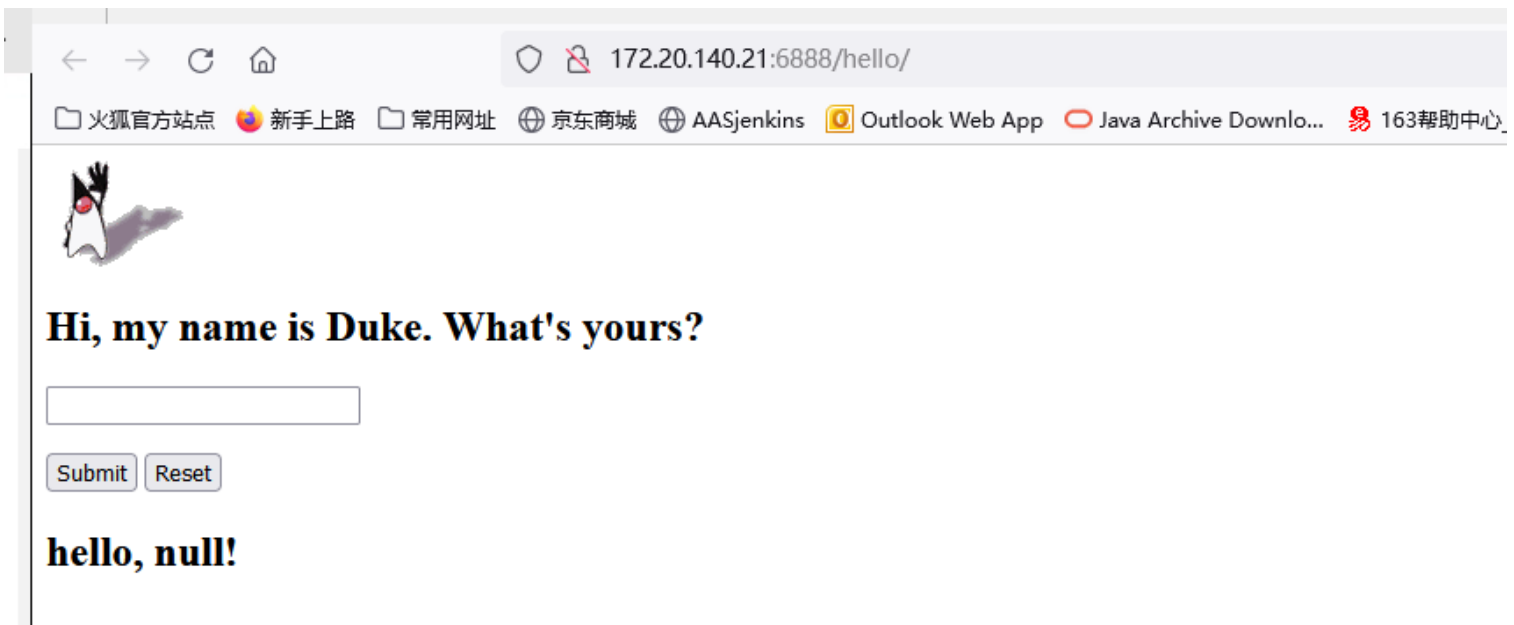 172.20.140.21:6888/hello/
火狐官方站点 新手上路 常用网址 京东商城 AASjenkins Outlook Web App Java Archive Downlo... 163帮助中心_
Hi, my name is Duke. What's yours?
Submit Reset
hello, null!